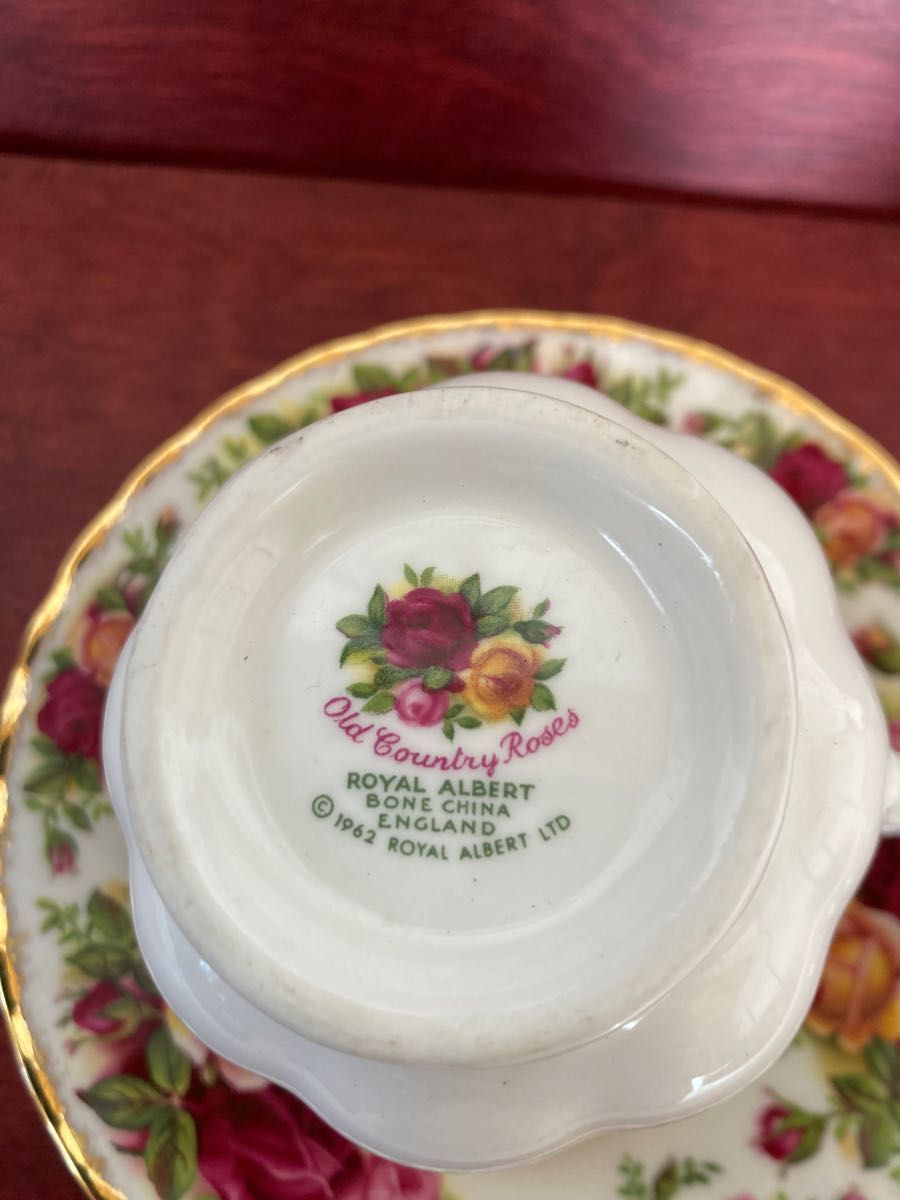 Old Country Roses
ROYAL ALBERT
BONE CHINA
ENGLAND
© 1962 ROYAL ALBERT LTD